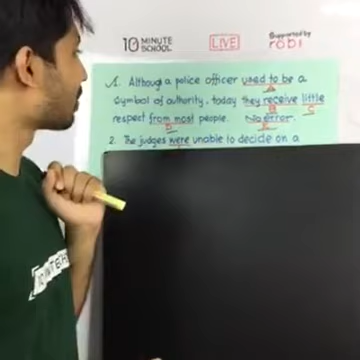 10 MINUTE SCHOOL
LIVE
Supported by
robi
1. Although a police officer used to be a
A
symbol of authority, today they receive little
B C
respect from most people. No error.
D E
2. The judges were unable to decide on a